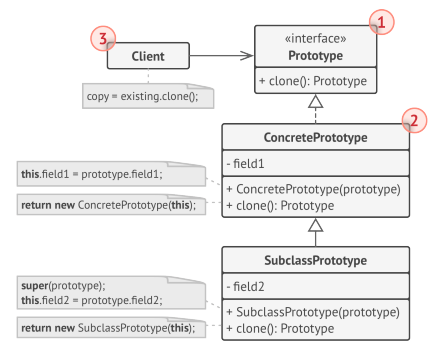 1
«interface»
Prototype
+ clone(): Prototype
3
Client
copy = existing.clone();
2
ConcretePrototype
- field1
+ ConcretePrototype(prototype)
+ clone(): Prototype
this.field1 = prototype.field1;
return new ConcretePrototype(this);
SubclassPrototype
- field2
+ SubclassPrototype(prototype)
+ clone(): Prototype
super(prototype);
this.field2 = prototype.field2;
return new SubclassPrototype(this);